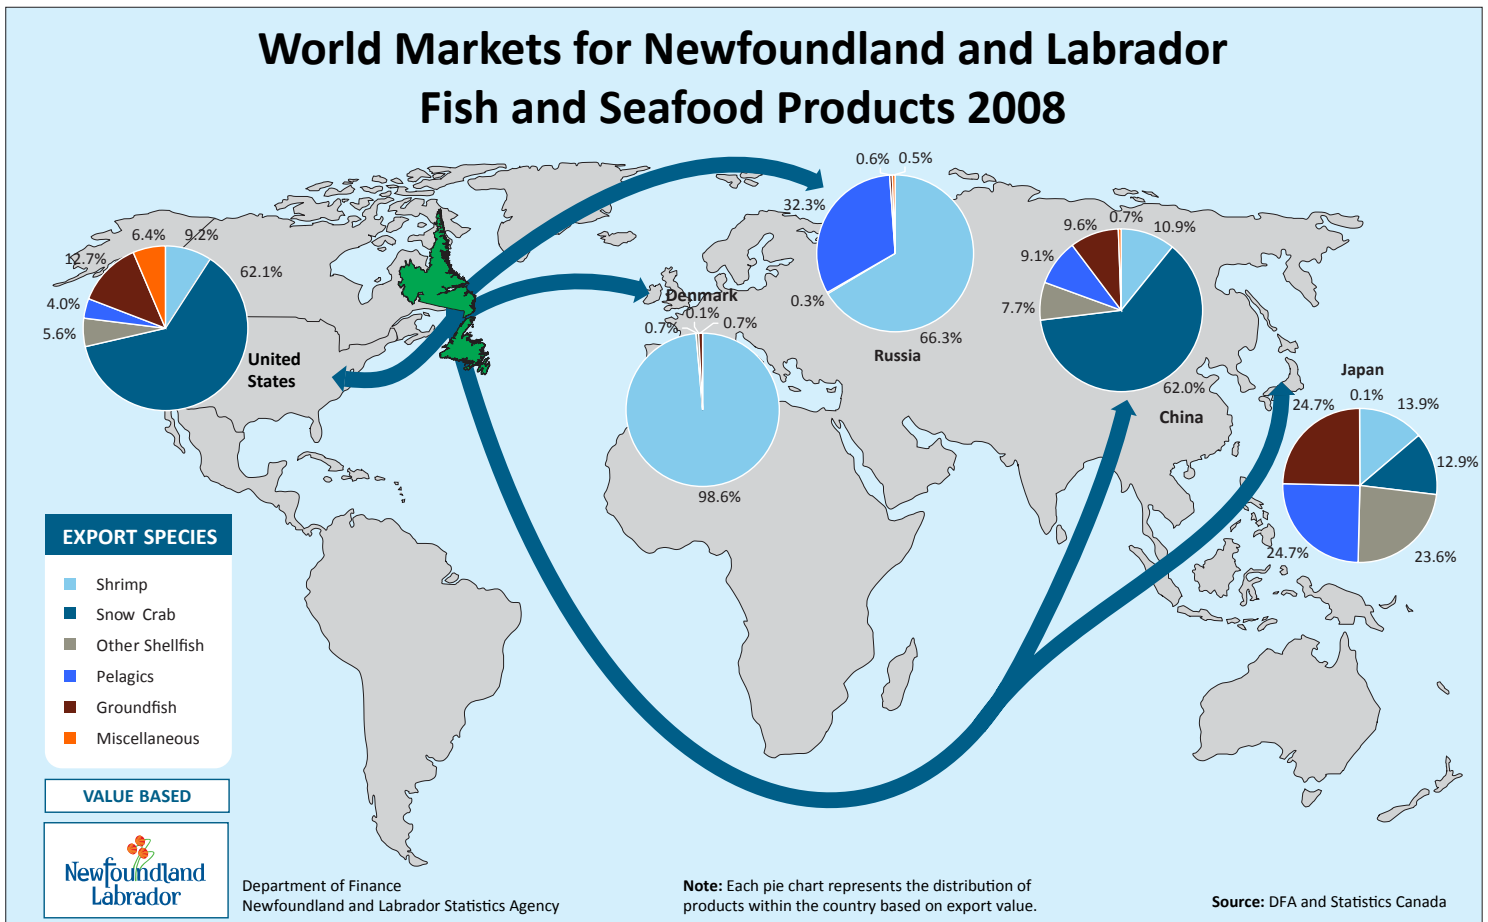 World Markets for Newfoundland and Labrador
Fish and Seafood Products 2008
6.4%
9.2%
12.7%
62.1%
4.0%
5.6%
United
States
Denmark
0.7%
0.1%
0.7%
98.6%
0.6%
0.5%
32.3%
0.3%
66.3%
Russia
9.6%
0.7%
10.9%
9.1%
7.7%
62.0%
China
Japan
24.7%
0.1%
13.9%
12.9%
24.7%
23.6%
EXPORT SPECIES
Shrimp
Snow Crab
Other Shellfish
Pelagics
Groundfish
Miscellaneous
VALUE BASED
Newfoundland
Labrador
Department of Finance
Newfoundland and Labrador Statistics Agency
Note: Each pie chart represents the distribution of
products within the country based on export value.
Source: DFA and Statistics Canada